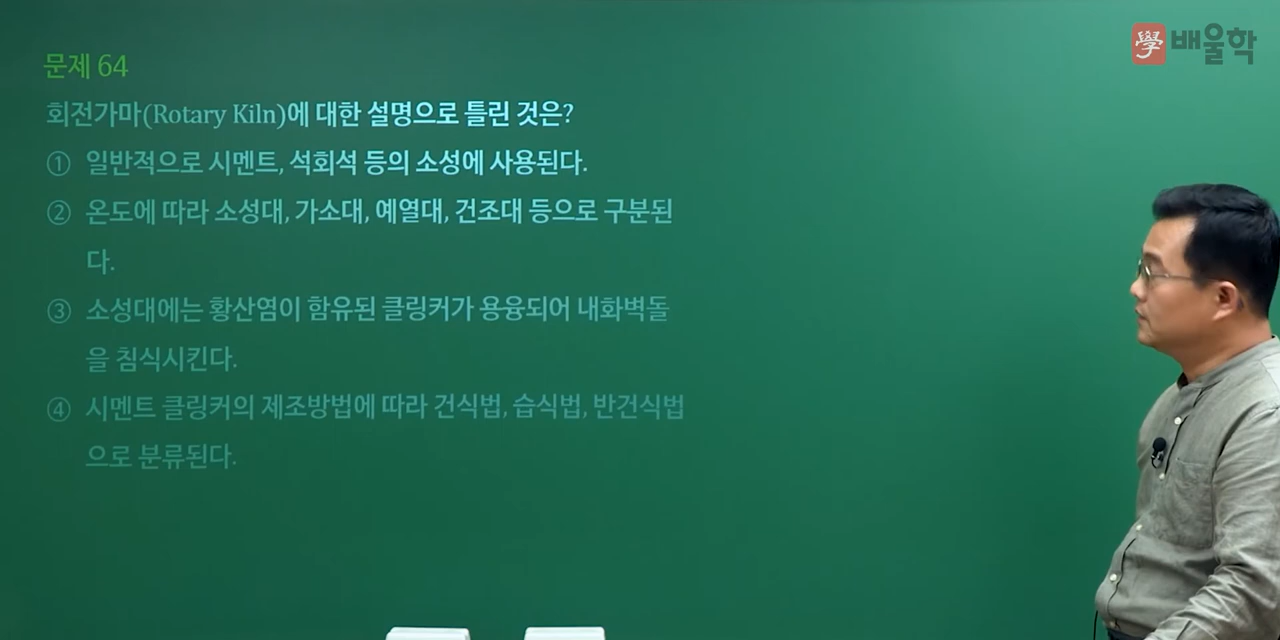 學 배울학
문제 64
회전가마(Rotary Kiln)에 대한 설명으로 틀린 것은?
① 일반적으로 시멘트, 석회석 등의 소성에 사용된다.
② 온도에 따라 소성대, 가소대, 예열대, 건조대 등으로 구분된
다.
③ 소성대에는 황산염이 함유된 클링커가 용융되어 내화벽돌
을 침식시킨다.
④ 시멘트 클링커의 제조방법에 따라 건식법, 습식법, 반건식법
으로 분류된다.